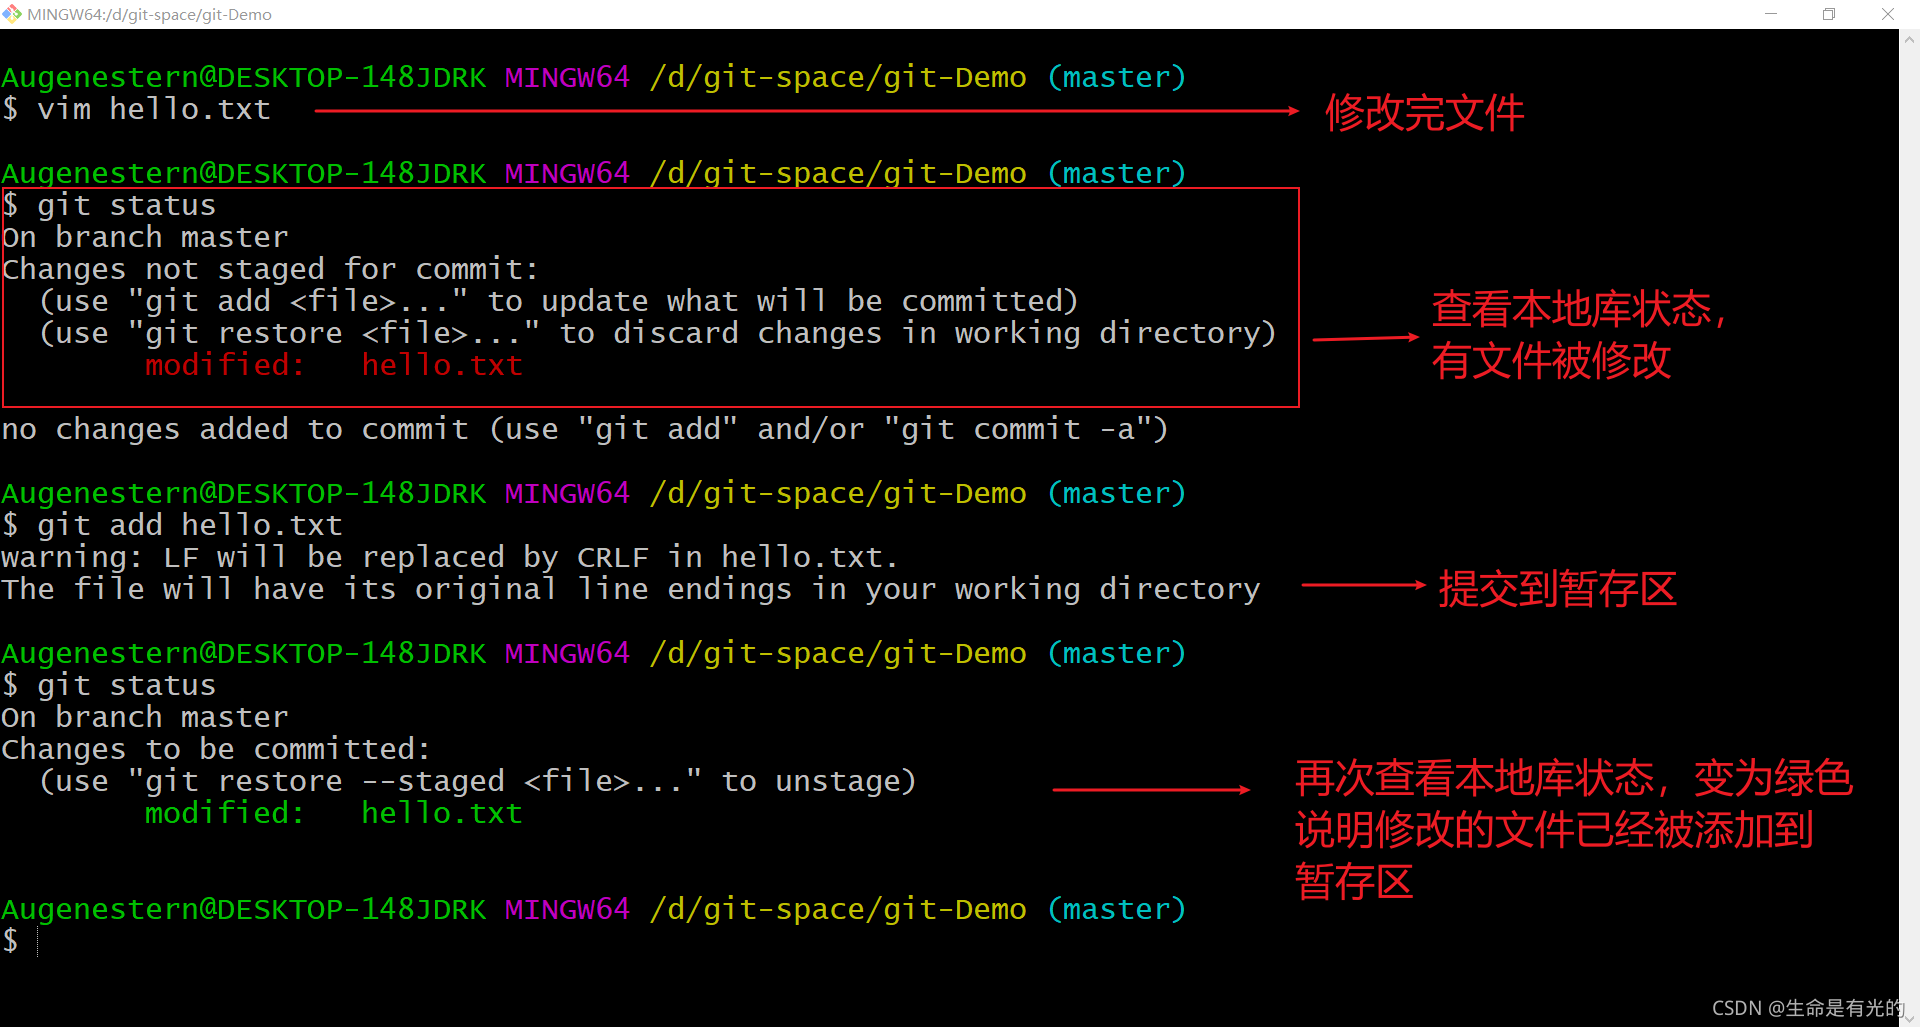 MINGW64:/d/git-space/git-Demo
Augenestern@DESKTOP-148JDRK MINGW64 /d/git-space/git-Demo (master)
$ vim hello.txt
修改完文件
Augenestern@DESKTOP-148JDRK MINGW64 /d/git-space/git-Demo (master)
$ git status
On branch master
Changes not staged for commit:
  (use "git add <file>..." to update what will be committed)
  (use "git restore <file>..." to discard changes in working directory)
        modified:   hello.txt
查看本地库状态，
有文件被修改
no changes added to commit (use "git add" and/or "git commit -a")
Augenestern@DESKTOP-148JDRK MINGW64 /d/git-space/git-Demo (master)
$ git add hello.txt
warning: LF will be replaced by CRLF in hello.txt.
The file will have its original line endings in your working directory
提交到暂存区
Augenestern@DESKTOP-148JDRK MINGW64 /d/git-space/git-Demo (master)
$ git status
On branch master
Changes to be committed:
  (use "git restore --staged <file>..." to unstage)
        modified:   hello.txt
再次查看本地库状态，变为绿色
说明修改的文件已经被添加到
暂存区
Augenestern@DESKTOP-148JDRK MINGW64 /d/git-space/git-Demo (master)
$
CSDN @生命是有光的